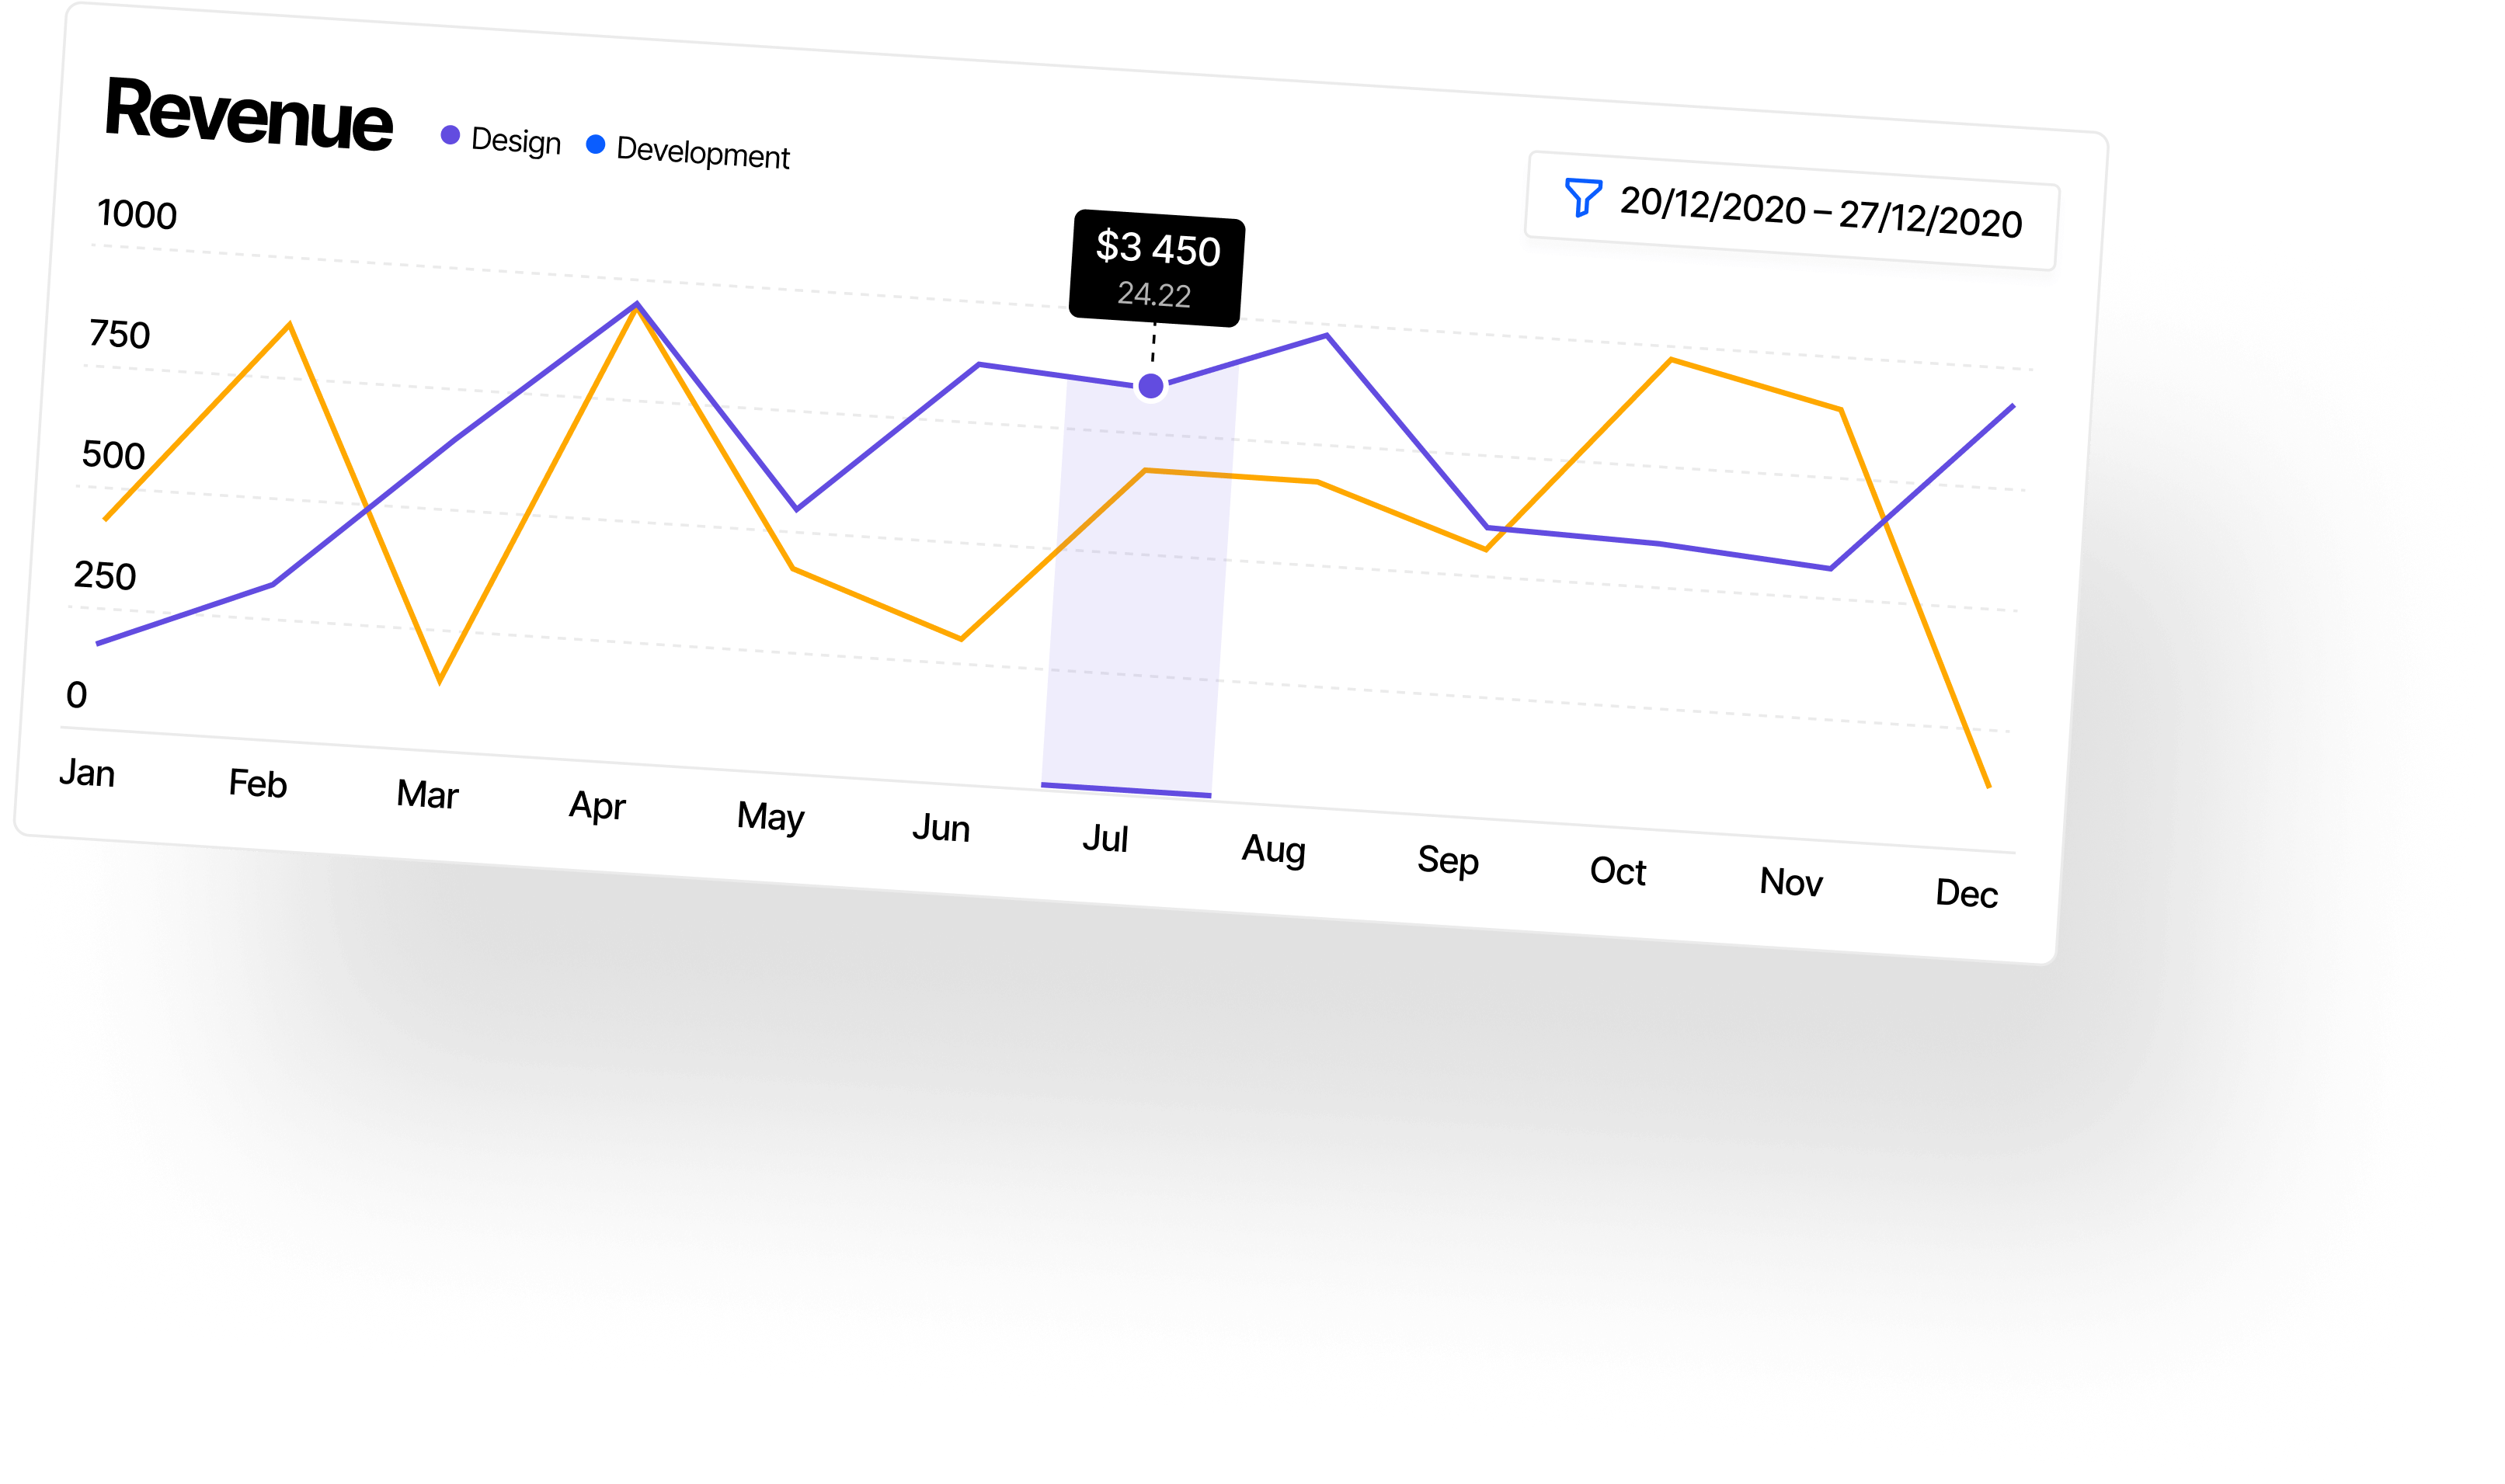 Revenue
Design
Development
20/12/2020 – 27/12/2020
$3 450
24.22
1000
750
500
250
0
Jan Feb Mar Apr May Jun Jul Aug Sep Oct Nov Dec